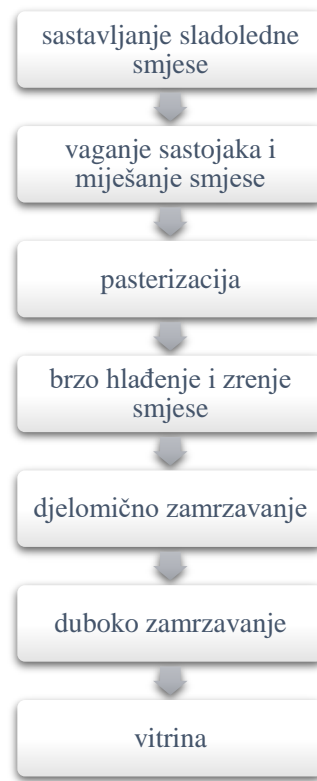 sastavljanje sladoledne
smjese
vaganje sastojaka i
miješanje smjese
pasterizacija
brzo hlađenje i zrenje
smjese
djelomično zamrzavanje
duboko zamrzavanje
vitrina